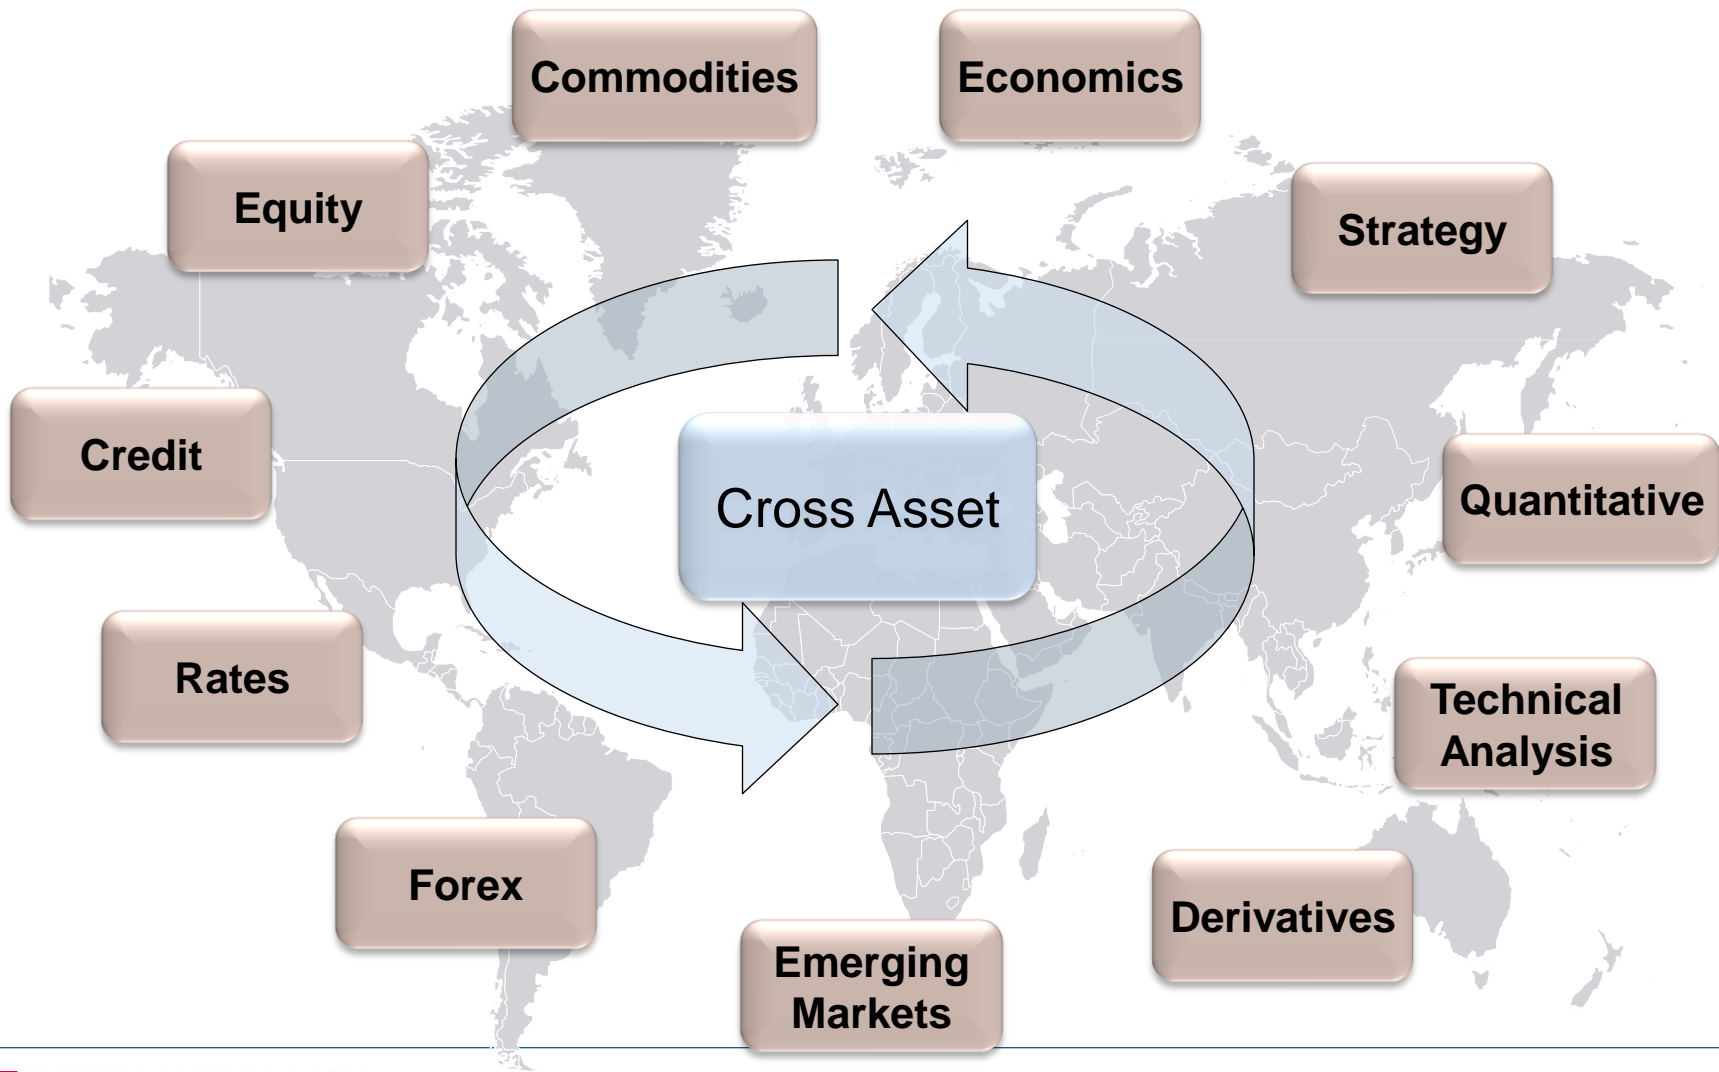 Commodities
Economics
Equity
Strategy
Credit
Cross Asset
Quantitative
Rates
Technical
Analysis
Forex
Derivatives
Emerging
Markets